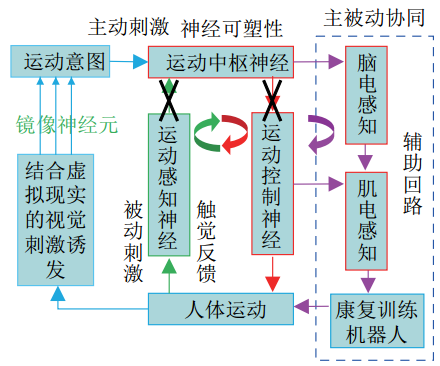 主动刺激 神经可塑性
主被动协同
运动意图
运动中枢神经
脑电感知
镜像神经元
结合虚
拟现实
的视觉
刺激诱
发
运动感知神经
运动控制神经
肌电感知
辅助回路
被动刺激
触觉反馈
人体运动
康复训练
机器人